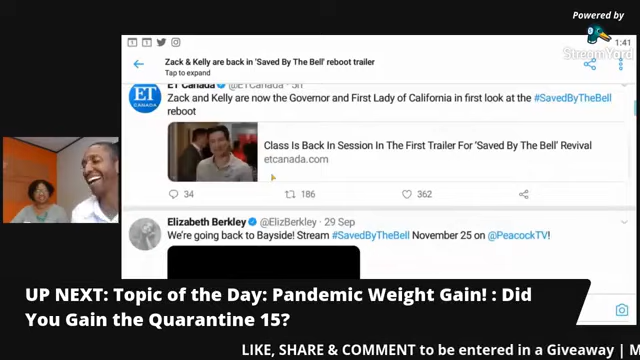 Powered by
StreamYard
1:41
Zack & Kelly are back in 'Saved By The Bell' reboot trailer
Tap to expand
ET Canada @ETCanada · 5h
ET
CANADA
Zack and Kelly are now the Governor and First Lady of California in first look at the #SavedByTheBell
reboot
Class Is Back In Session In The First Trailer For 'Saved By The Bell' Revival
etcanada.com
34 186 362
Elizabeth Berkley @ElizBerkley · 29 Sep
We're going back to Bayside! Stream #SavedByTheBell November 25 on @PeacockTV!
UP NEXT: Topic of the Day: Pandemic Weight Gain! : Did
You Gain the Quarantine 15?
LIKE, SHARE & COMMENT to be entered in a Giveaway | M